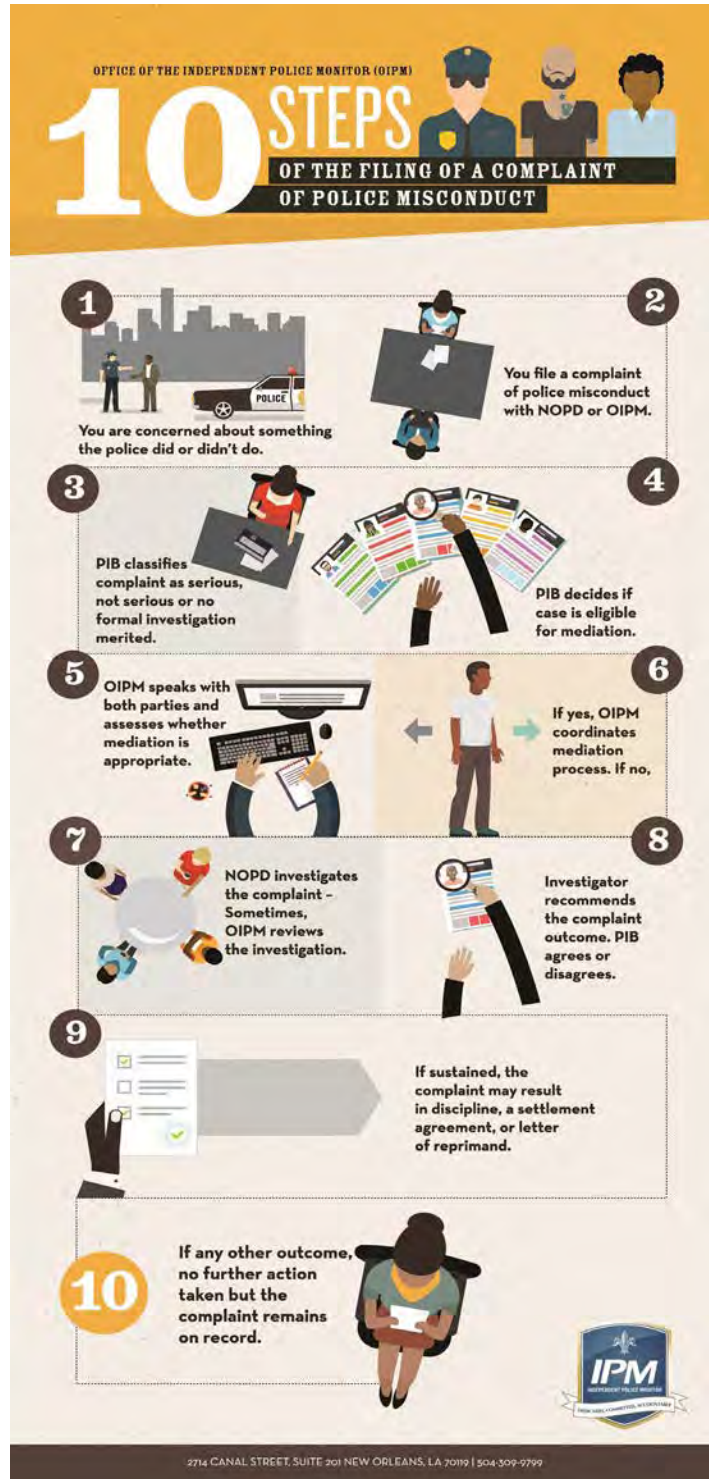 OFFICE OF THE INDEPENDENT POLICE MONITOR (OIPM)
10 STEPS
OF THE FILING OF A COMPLAINT
OF POLICE MISCONDUCT
1
POLICE
You are concerned about something
the police did or didn't do.
2
You file a complaint
of police misconduct
with NOPD or OIPM.
3
PIB classifies
complaint as serious,
not serious or no
formal investigation
merited.
4
PIB decides if
case is eligible
for mediation.
5
OIPM speaks with
both parties and
assesses whether
mediation is
appropriate.
6
If yes, OIPM
coordinates
mediation
process. If no,
7
NOPD investigates
the complaint –
Sometimes,
OIPM reviews
the investigation.
8
Investigator
recommends
the complaint
outcome. PIB
agrees or
disagrees.
9
If sustained, the
complaint may result
in discipline, a settlement
agreement, or letter
of reprimand.
10
If any other outcome,
no further action
taken but the
complaint remains
on record.
IPM
INDEPENDENT POLICE MONITOR
2714 CANAL STREET, SUITE 201 NEW ORLEANS, LA 70119 | 504-309-9799